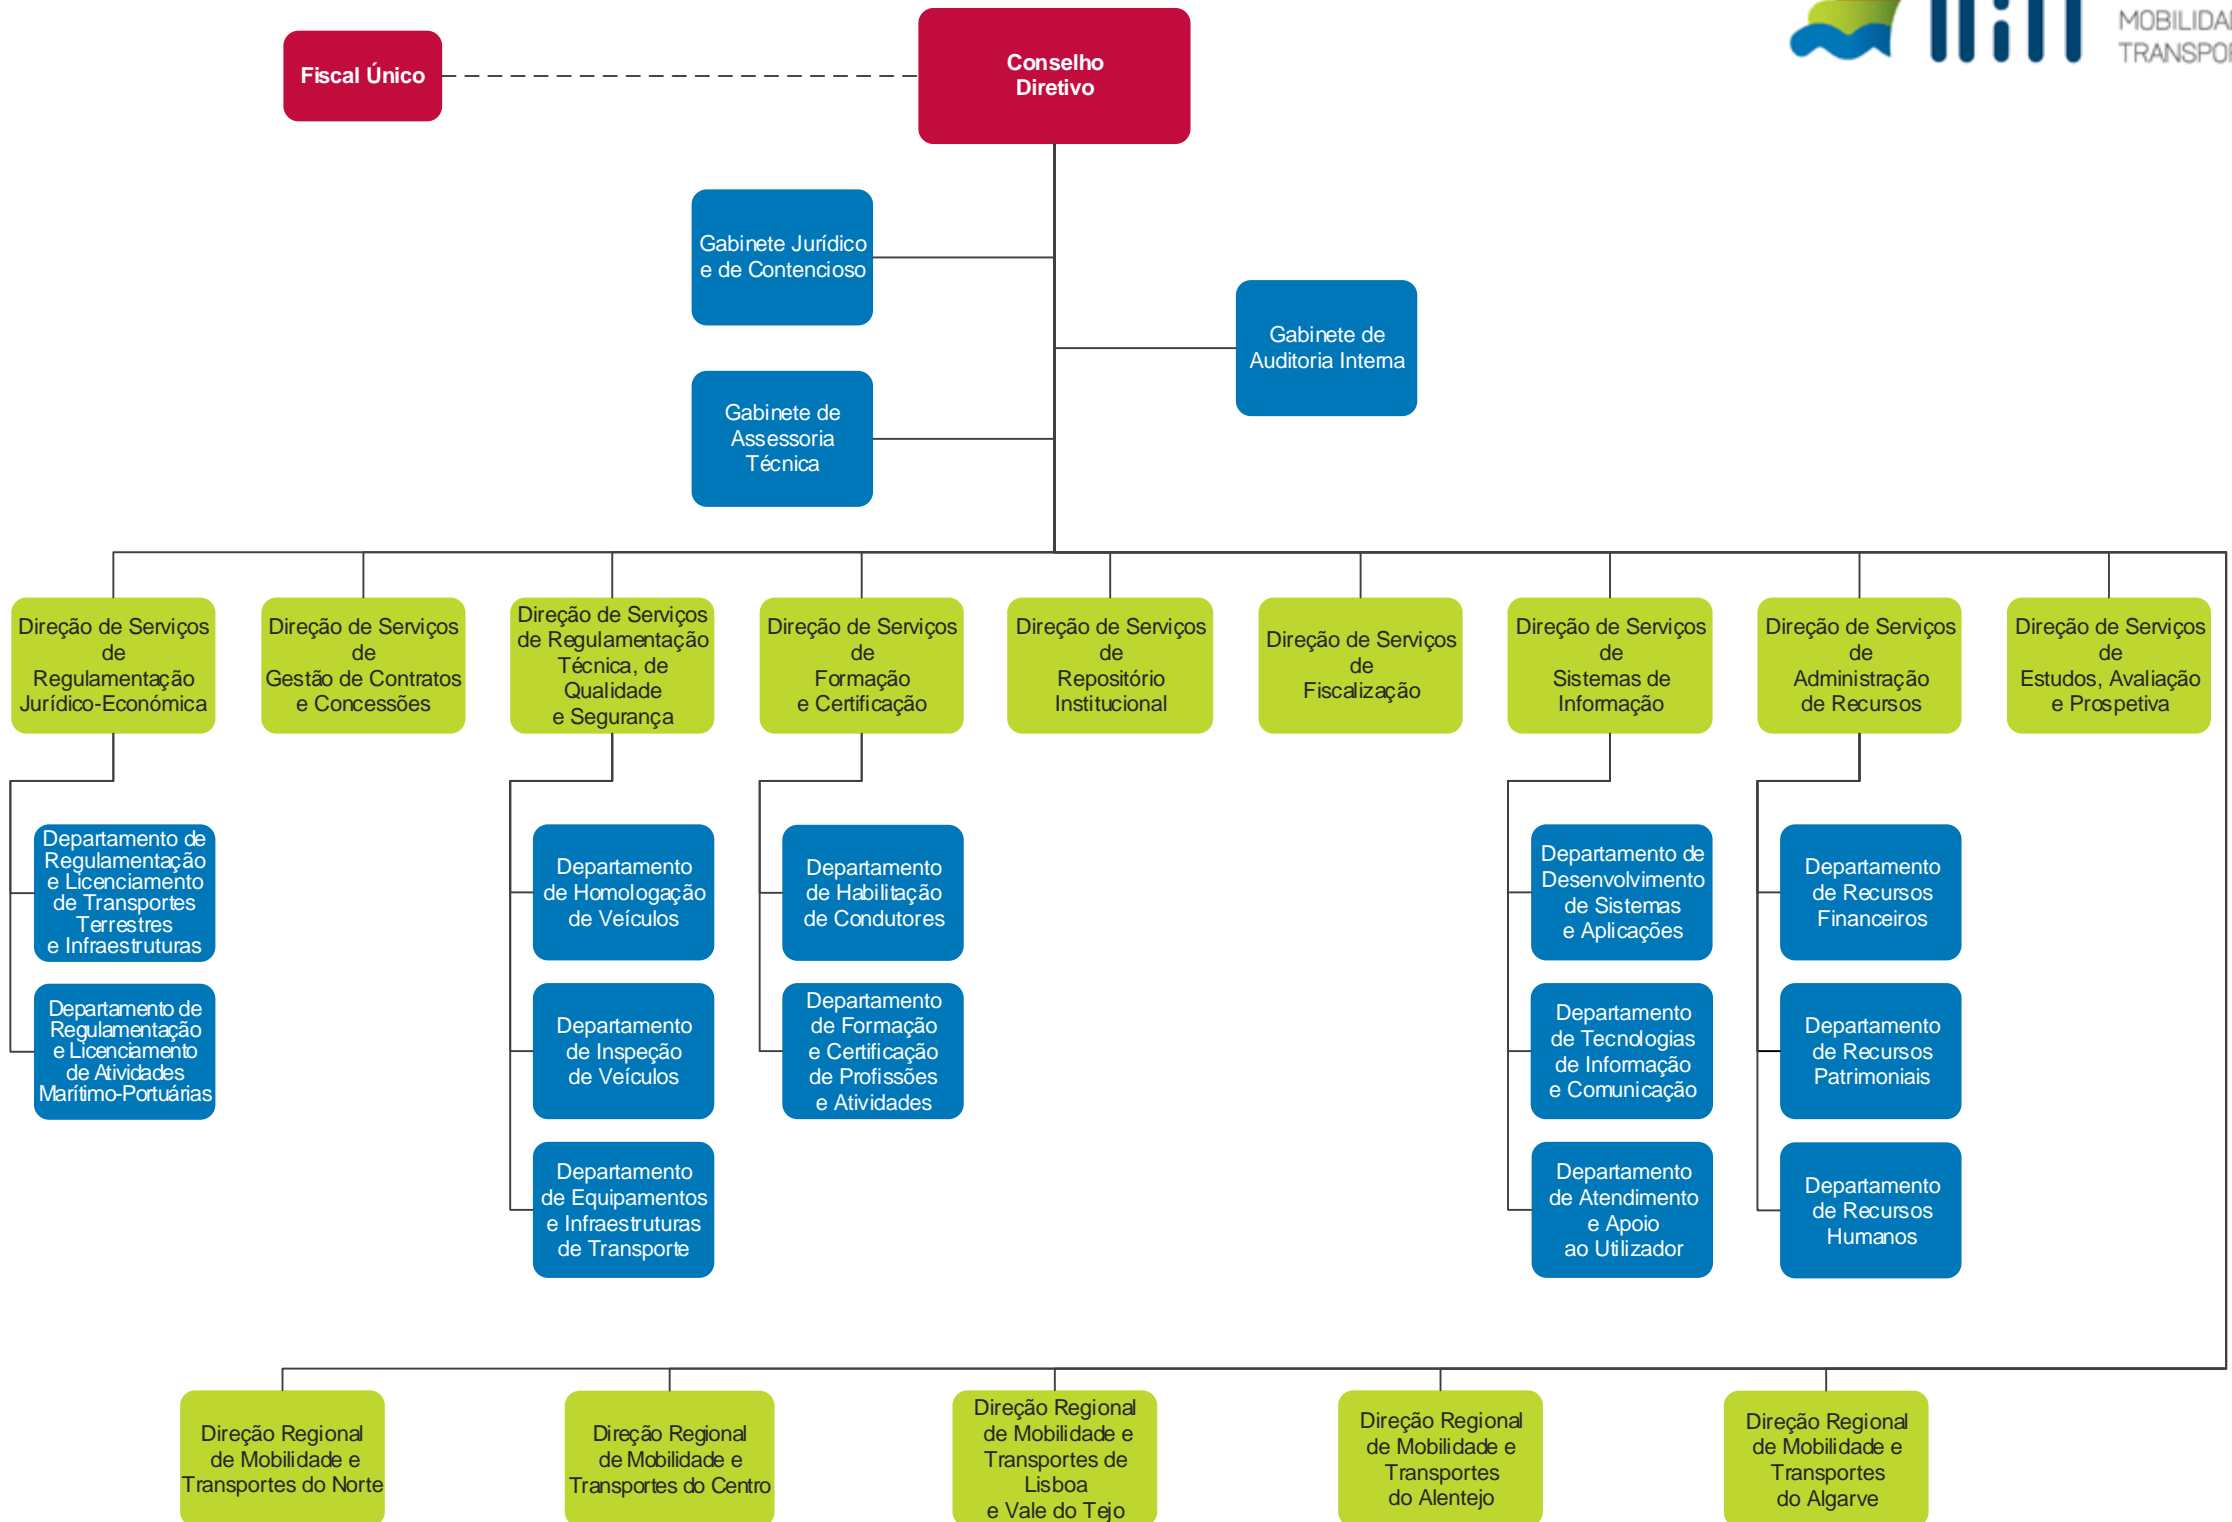 MOBILIDA
TRANSPO
Fiscal Único
Conselho
Diretivo
Gabinete Jurídico
e de Contencioso
Gabinete de
Auditoria Interna
Gabinete de
Assessoria
Técnica
Direção de Serviços
de
Regulamentação
Jurídico-Económica
Direção de Serviços
de
Gestão de Contratos
e Concessões
Direção de Serviços
de Regulamentação
Técnica, de
Qualidade
e Segurança
Direção de Serviços
de
Formação
e Certificação
Direção de Serviços
de
Repositório
Institucional
Direção de Serviços
de
Fiscalização
Direção de Serviços
de
Sistemas de
Informação
Direção de Serviços
de
Administração
de Recursos
Direção de Serviços
de
Estudos, Avaliação
e Prospetiva
Departamento de
Regulamentação
e Licenciamento
de Transportes
Terrestres
e Infraestruturas
Departamento
de Homologação
de Veículos
Departamento
de Habilitação
de Condutores
Departamento de
Desenvolvimento
de Sistemas
e Aplicações
Departamento
de Recursos
Financeiros
Departamento de
Regulamentação
e Licenciamento
de Atividades
Marítimo-Portuárias
Departamento
de Inspeção
de Veículos
Departamento
de Formação
e Certificação
de Profissões
e Atividades
Departamento
de Tecnologias
de Informação
e Comunicação
Departamento
de Recursos
Patrimoniais
Departamento
de Equipamentos
e Infraestruturas
de Transporte
Departamento
de Atendimento
e Apoio
ao Utilizador
Departamento
de Recursos
Humanos
Direção Regional
de Mobilidade e
Transportes do Norte
Direção Regional
de Mobilidade e
Transportes do Centro
Direção Regional
de Mobilidade e
Transportes de
Lisboa
e Vale do Tejo
Direção Regional
de Mobilidade e
Transportes
do Alentejo
Direção Regional
de Mobilidade e
Transportes
do Algarve